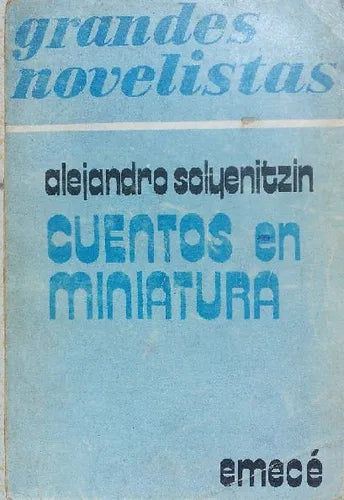 grandes
novelistas
alejandro solyenitzin
CUENTOS en
MINIATURA
emecé